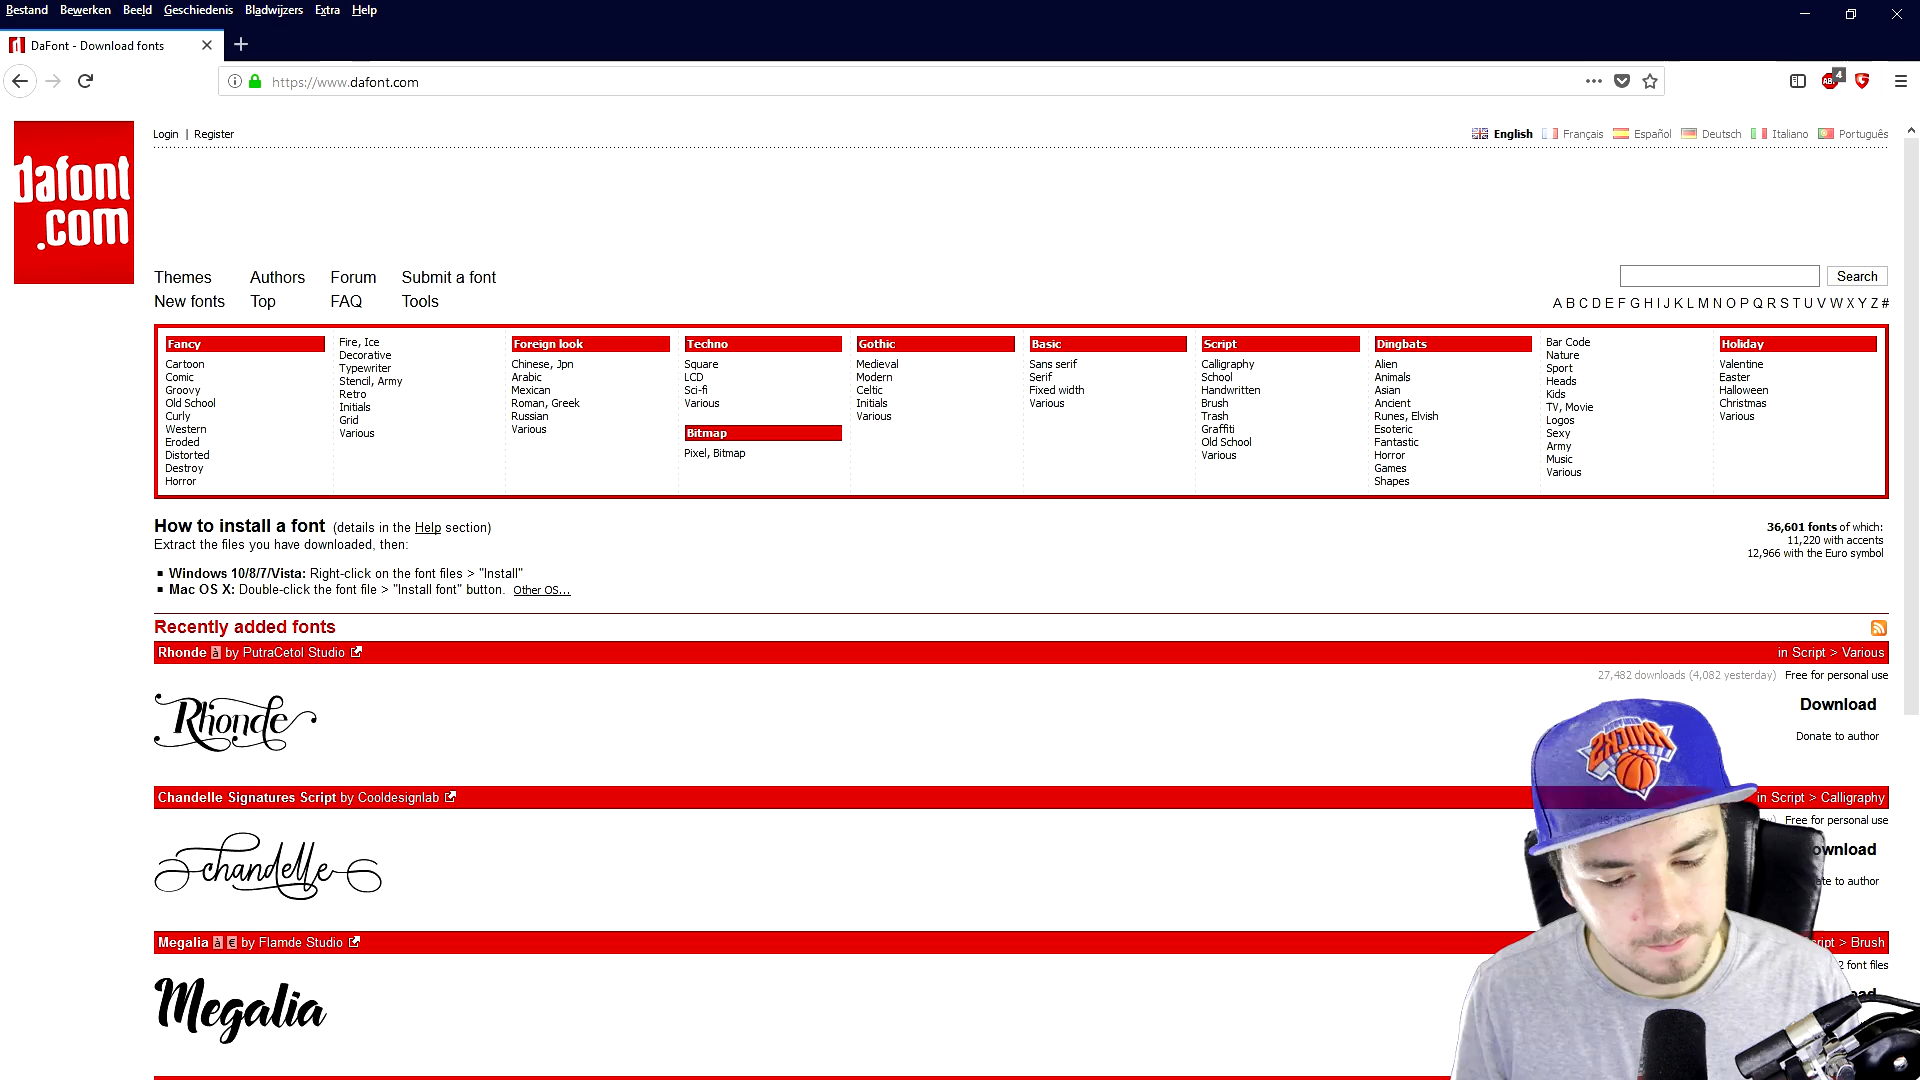 Bestand Bewerken Beeld Geschiedenis Bladwijzers Extra Help
DaFont - Download fonts
https://www.dafont.com
ABP 4
dafont
.com
Login | Register
English Français Español Deutsch Italiano Português
Themes Authors Forum Submit a font
Search
New fonts Top FAQ Tools
A B C D E F G H I J K L M N O P Q R S T U V W X Y Z #
Fancy
Cartoon
Comic
Groovy
Old School
Curly
Western
Eroded
Distorted
Destroy
Horror
Fire, Ice
Decorative
Typewriter
Stencil, Army
Retro
Initials
Grid
Various
Foreign look
Chinese, Jpn
Arabic
Mexican
Roman, Greek
Russian
Various
Techno
Square
LCD
Sci-fi
Various
Bitmap
Pixel, Bitmap
Gothic
Medieval
Modern
Celtic
Initials
Various
Basic
Sans serif
Serif
Fixed width
Various
Script
Calligraphy
School
Handwritten
Brush
Trash
Graffiti
Old School
Various
Dingbats
Alien
Animals
Asian
Ancient
Runes, Elvish
Esoteric
Fantastic
Horror
Games
Shapes
Bar Code
Nature
Sport
Heads
Kids
TV, Movie
Logos
Sexy
Army
Music
Various
Holiday
Valentine
Easter
Halloween
Christmas
Various
How to install a font (details in the Help section)
Extract the files you have downloaded, then:
Windows 10/8/7/Vista: Right-click on the font files > "Install"
Mac OS X: Double-click the font file > "Install font" button. Other OS...
36,601 fonts of which:
11,220 with accents
12,966 with the Euro symbol
Recently added fonts
Rhonde à by PutraCetol Studio in Script > Various
27,482 downloads (4,082 yesterday) Free for personal use
Rhonde
Download
Donate to author
KNICKS
Chandelle Signatures Script by Cooldesignlab in Script > Calligraphy
Free for personal use
chandelle
Download
to author
Megalia à € by Flamde Studio > Brush
2 font files
Megalia